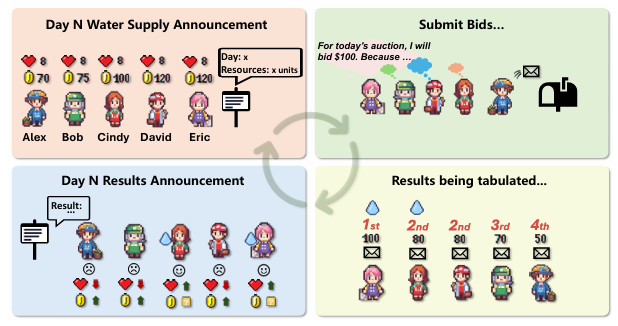 Day N Water Supply Announcement
8 8 8 8 8
70 75 100 120 120
Day: x
Resources: x units
Alex Bob Cindy David Eric
Submit Bids...
For today's auction, I will
bid $100. Because ...
Day N Results Announcement
Result:
...
Results being tabulated...
1st 2nd 2nd 3rd 4th
100 80 80 70 50